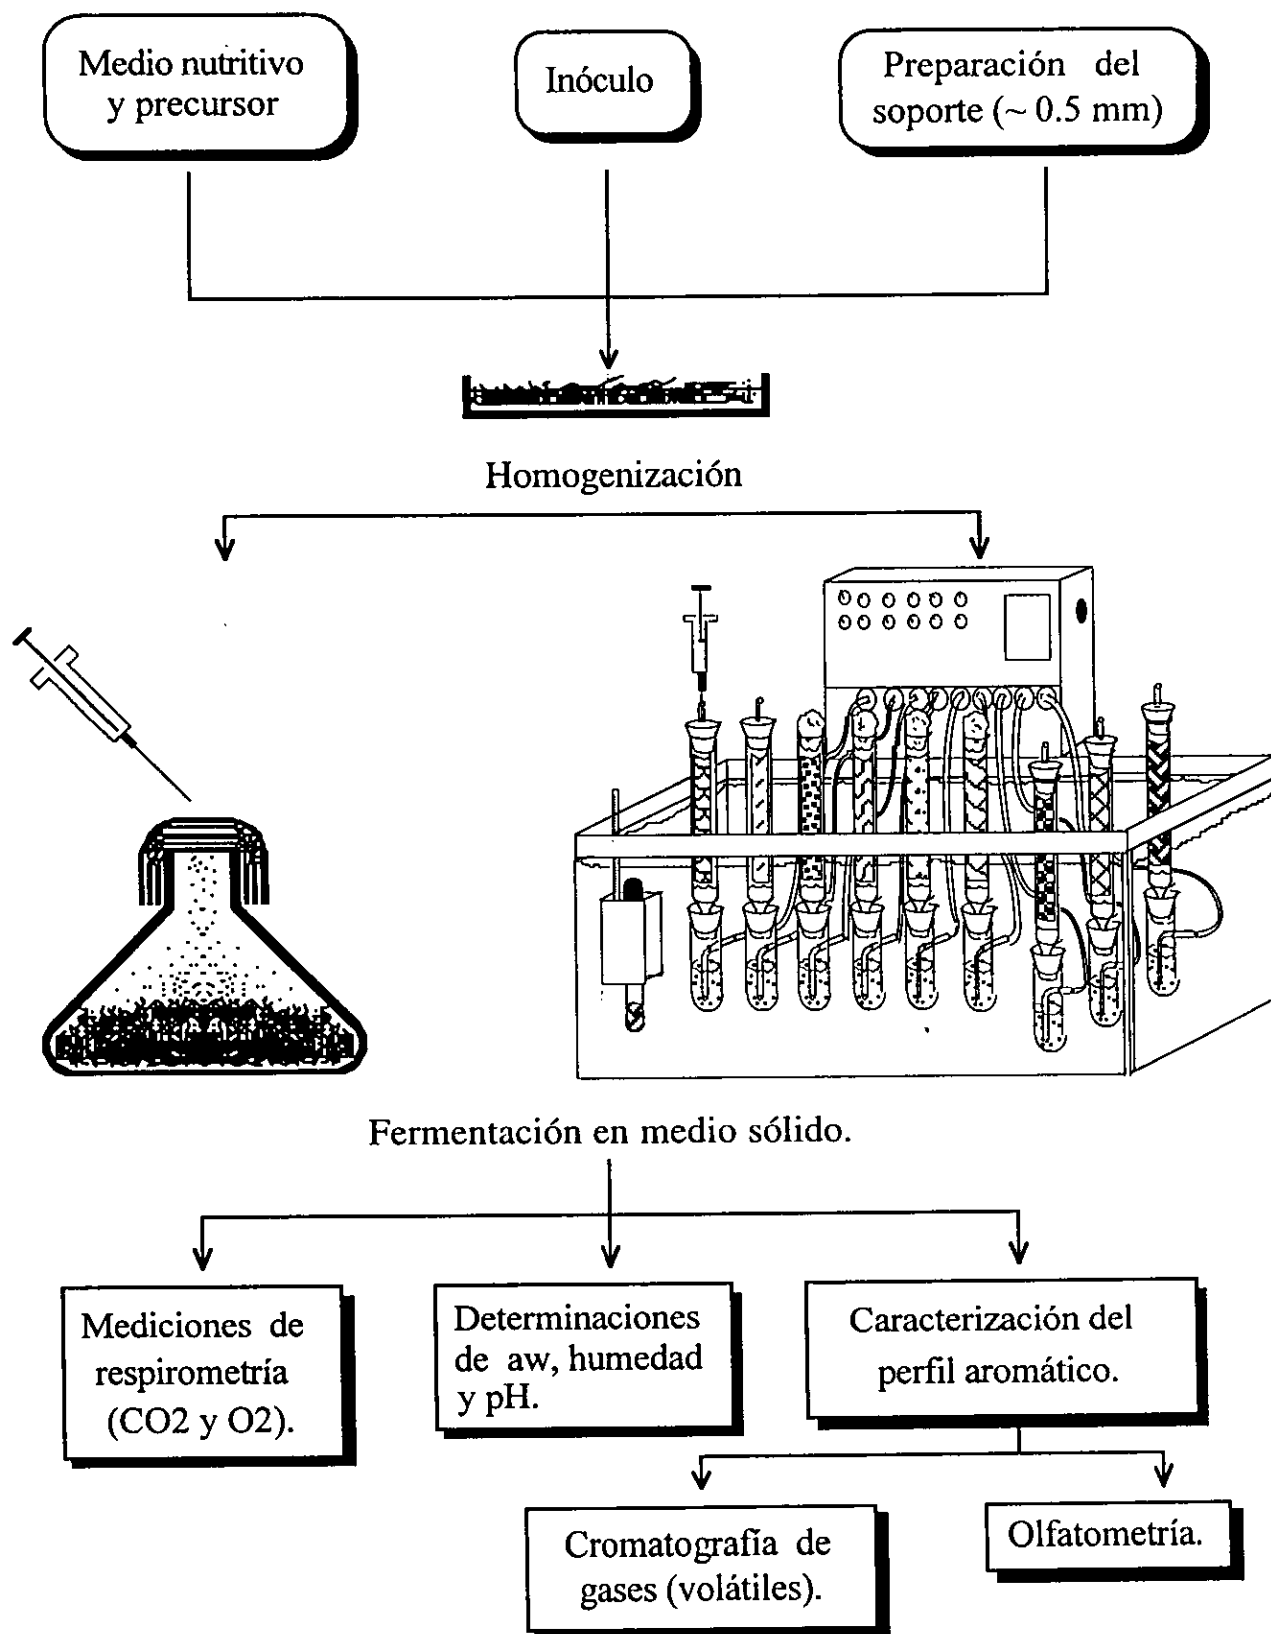 Medio nutritivo
y precursor
Inóculo
Preparación del
soporte (~ 0.5 mm)
Homogenización
Fermentación en medio sólido.
Mediciones de
respirometría
(CO2 y O2).
Determinaciones
de aw, humedad
y pH.
Caracterización del
perfil aromático.
Cromatografía de
gases (volátiles).
Olfatometría.